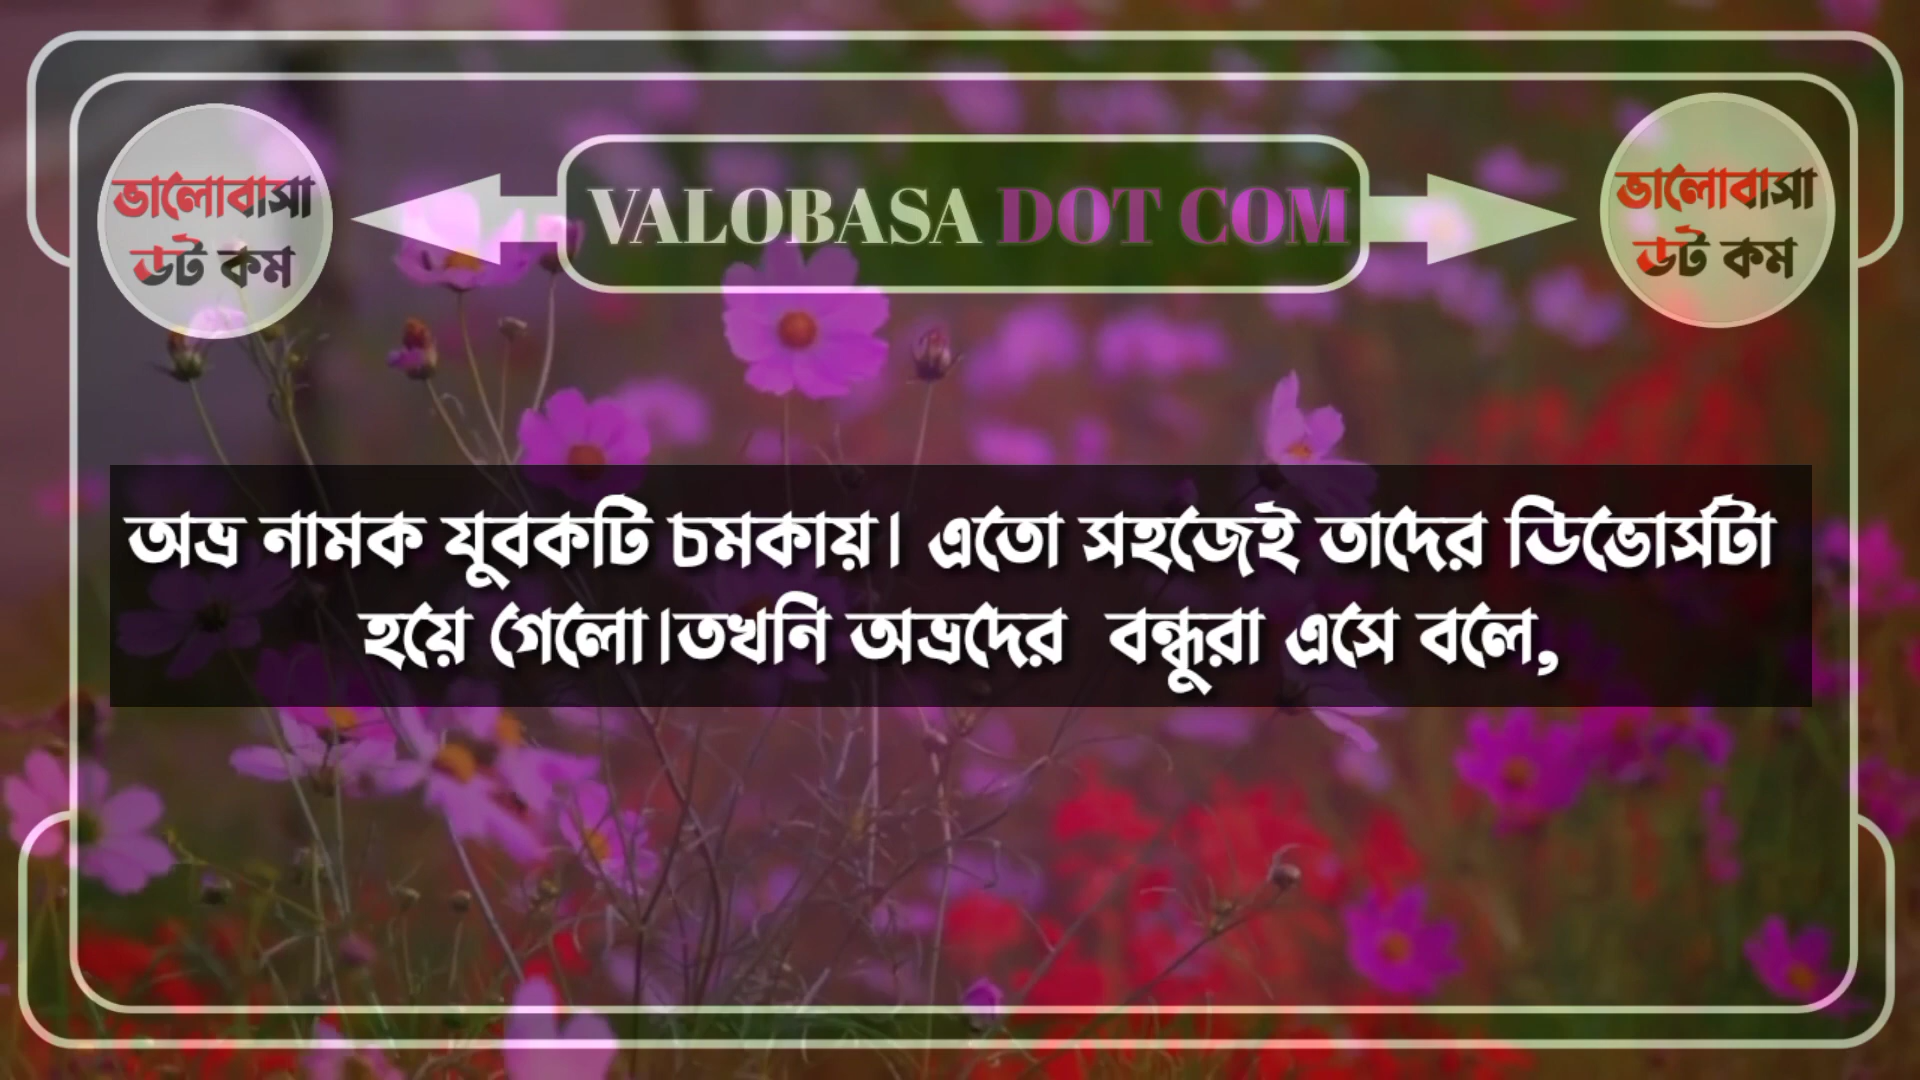 ভালোবাসা
ডট কম
VALOBASA DOT COM
ভালোবাসা
ডট কম
অভ্র নামক যুবকটি চমকায়। এতো সহজেই তাদের ডিভোর্সটা
হয়ে গেলো।তখনি অভ্রদের  বন্ধুরা এসে বলে,